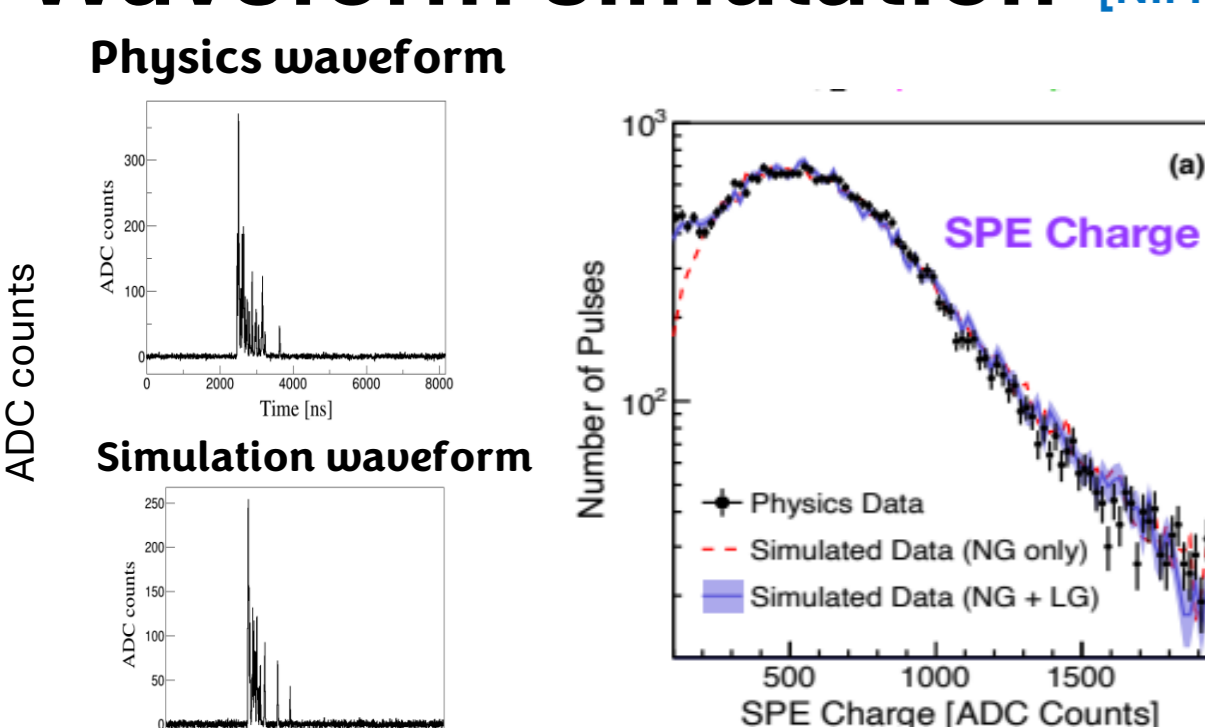 Waveform simulation
Physics waveform
ADC counts
ADC counts
300
200
100
0
0 2000 4000 6000 8000
Time [ns]
Simulation waveform
ADC counts
250
200
150
100
50
0
10³
10²
Number of Pulses
(a)
SPE Charge
Physics Data
Simulated Data (NG only)
Simulated Data (NG + LG)
500 1000 1500
SPE Charge [ADC Counts]